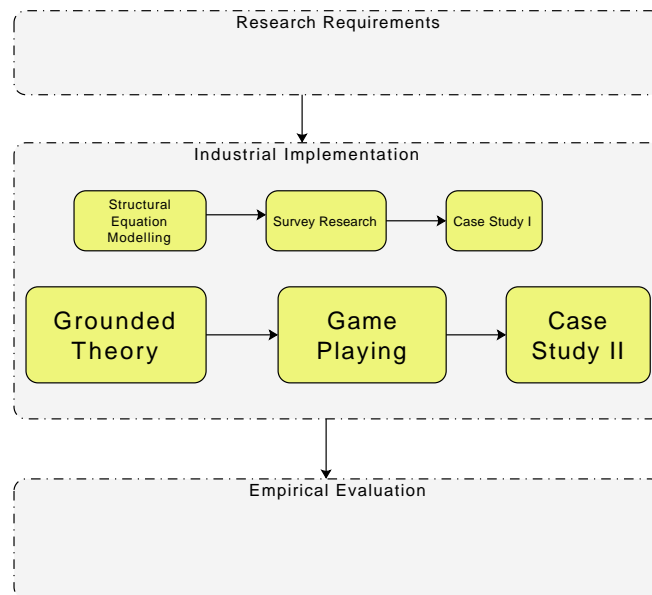 Research Requirements
Industrial Implementation
Structural
Equation
Modelling
Survey Research
Case Study I
Grounded
Theory
Game
Playing
Case
Study II
Empirical Evaluation